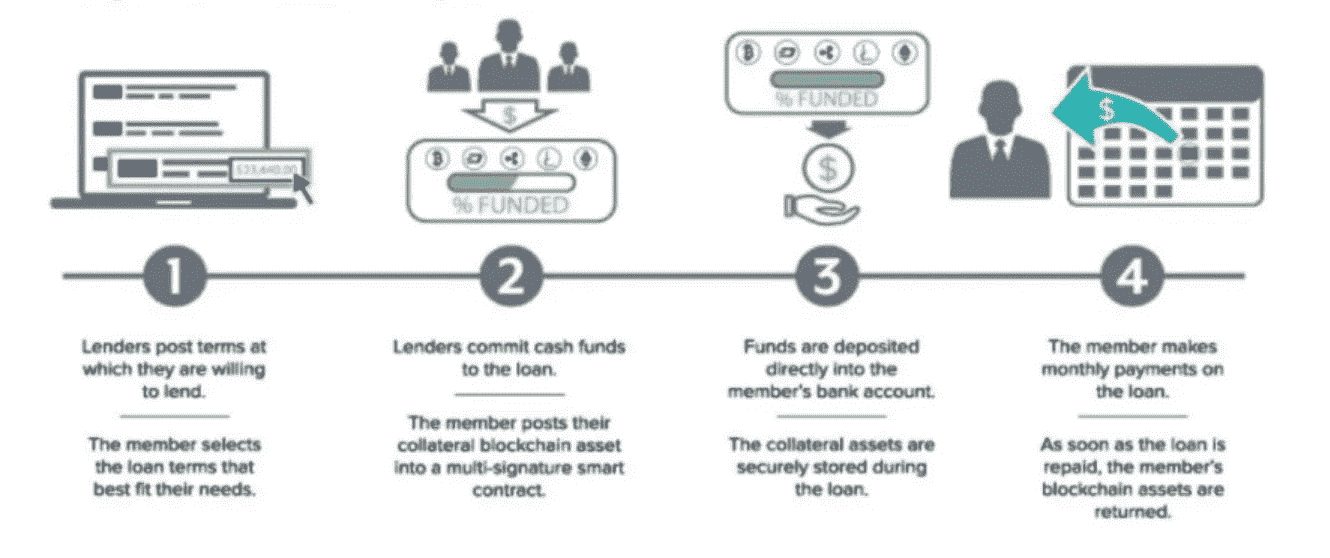 $23,640.00
$
% FUNDED
% FUNDED
$
$
1
2
3
4
Lenders post terms at
which they are willing
to lend.
The member selects
the loan terms that
best fit their needs.
Lenders commit cash funds
to the loan.
The member posts their
collateral blockchain asset
into a multi-signature smart
contract.
Funds are deposited
directly into the
member's bank account.
The collateral assets are
securely stored during
the loan.
The member makes
monthly payments on
the loan.
As soon as the loan is
repaid, the member's
blockchain assets are
returned.